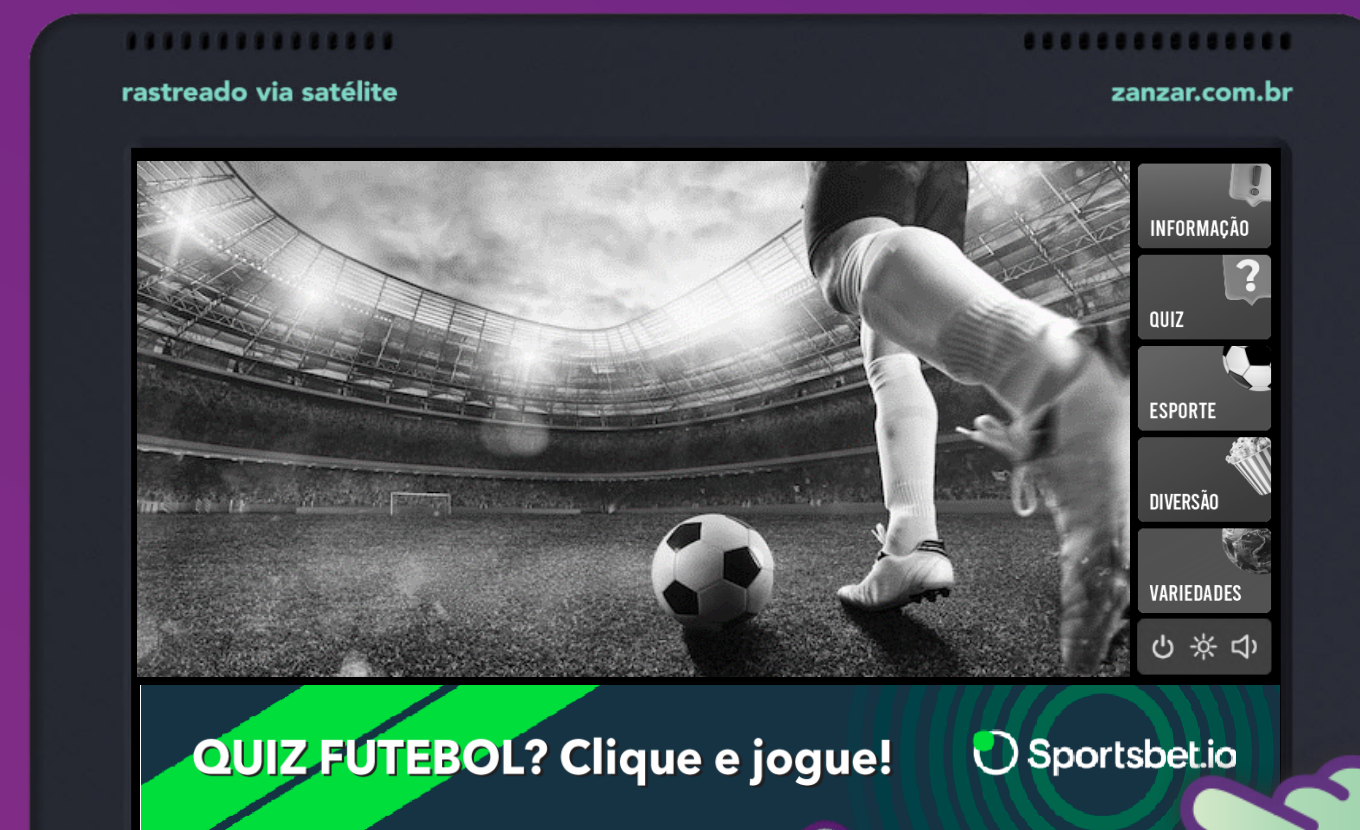 rastreado via satélite
zanzar.com.br
INFORMAÇÃO
QUIZ
ESPORTE
DIVERSÃO
VARIEDADES
QUIZ FUTEBOL? Clique e jogue!
Sportsbet.io